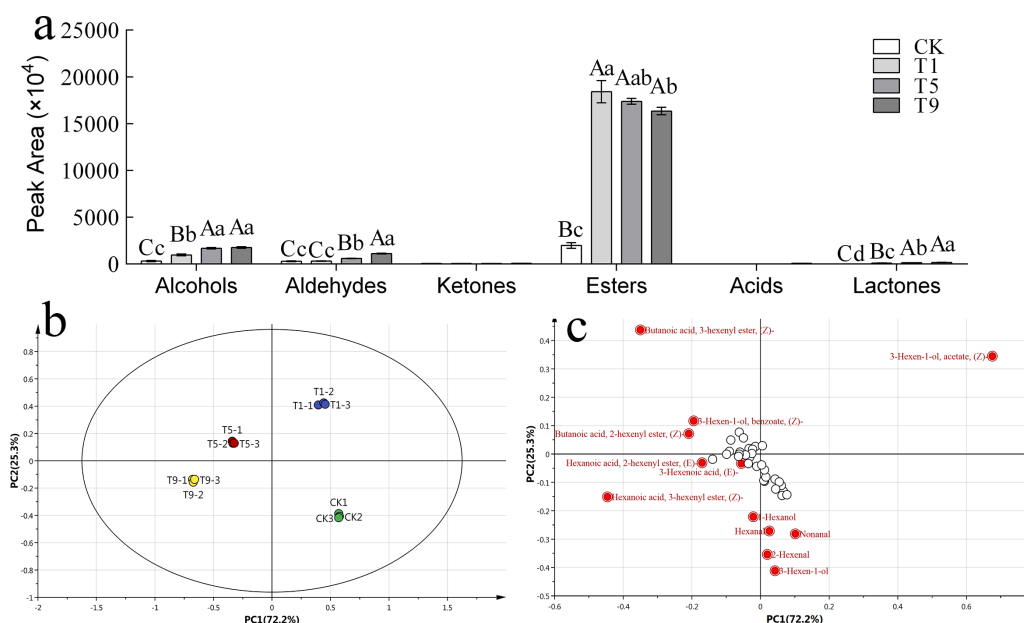 a
25000
20000
15000
10000
5000
0
Peak Area (×10⁴)
CK
T1
T5
T9
Cc Bb Aa Aa
Cc Cc Bb Aa
Bc Aa Aab Ab
Cd Bc Ab Aa
Alcohols Aldehydes Ketones Esters Acids Lactones
b
0.8
0.6
0.4
0.2
0
-0.2
-0.4
-0.6
-0.8
-1
PC2(25.3%)
T1-2
T1-1 T1-3
T5-1
T5-2 T5-3
T9-1 T9-3
T9-2
CK1
CK3 CK2
-2 -1.5 -1 -0.5 0 0.5 1 1.5
PC1(72.2%)
c
0.4
0.3
0.2
0.1
0
-0.1
-0.2
-0.3
-0.4
-0.5
PC2(25.3%)
Butanoic acid, 3-hexenyl ester, (Z)-
3-Hexen-1-ol, acetate, (Z)-
3-Hexen-1-ol, benzoate, (Z)-
Butanoic acid, 2-hexenyl ester, (Z)-
Hexanoic acid, 2-hexenyl ester, (E)-
3-Hexenoic acid, (E)-
Hexanoic acid, 3-hexenyl ester, (Z)-
1-Hexanol
Hexanal
Nonanal
2-Hexenal
3-Hexen-1-ol
-0.6 -0.4 -0.2 0 0.2 0.4 0.6
PC1(72.2%)